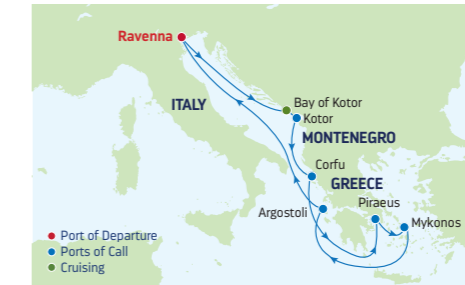 Ravenna
ITALY
Bay of Kotor
Kotor
MONTENEGRO
Corfu
GREECE
Piraeus
Argostoli
Mykonos
Port of Departure
Ports of Call
Cruising